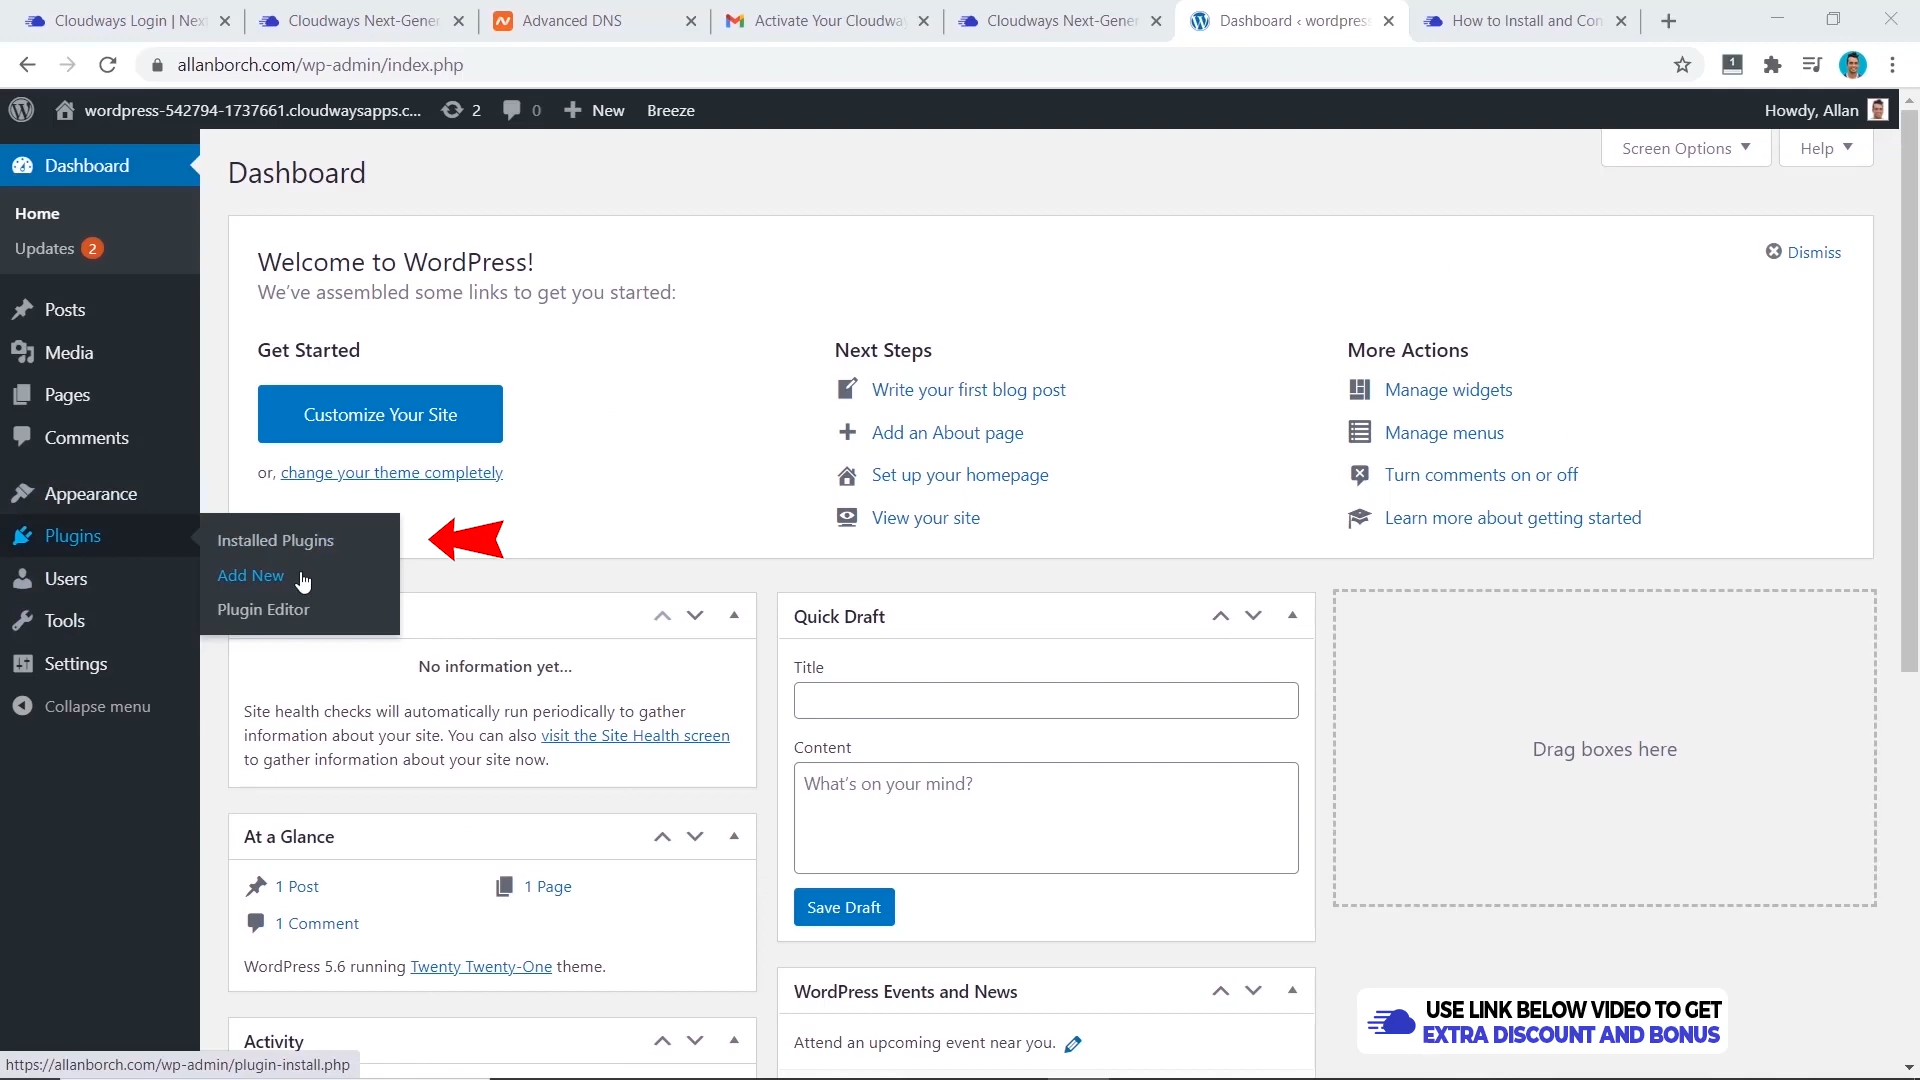 Cloudways Login | Next
Cloudways Next-Gener
Advanced DNS
Activate Your Cloudway
Cloudways Next-Gener
Dashboard ‹ wordpress
How to Install and Con
allanborch.com/wp-admin/index.php
1
wordpress-542794-1737661.cloudwaysapps.c...
2
0
New
Breeze
Howdy, Allan
Dashboard
Home
Updates 2
Posts
Media
Pages
Comments
Appearance
Plugins
Users
Tools
Settings
Collapse menu
Installed Plugins
Add New
Plugin Editor
Dashboard
Screen Options
Help
Welcome to WordPress!
We've assembled some links to get you started:
Dismiss
Get Started
Customize Your Site
or, change your theme completely
Next Steps
Write your first blog post
Add an About page
Set up your homepage
View your site
More Actions
Manage widgets
Manage menus
Turn comments on or off
Learn more about getting started
No information yet...
Site health checks will automatically run periodically to gather
information about your site. You can also visit the Site Health screen
to gather information about your site now.
At a Glance
1 Post
1 Page
1 Comment
WordPress 5.6 running Twenty Twenty-One theme.
Activity
Quick Draft
Title
Content
What's on your mind?
Save Draft
WordPress Events and News
Attend an upcoming event near you.
Drag boxes here
USE LINK BELOW VIDEO TO GET
EXTRA DISCOUNT AND BONUS
https://allanborch.com/wp-admin/plugin-install.php